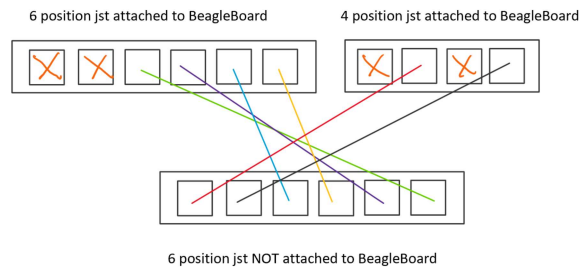 6 position jst attached to BeagleBoard
4 position jst attached to BeagleBoard
6 position jst NOT attached to BeagleBoard